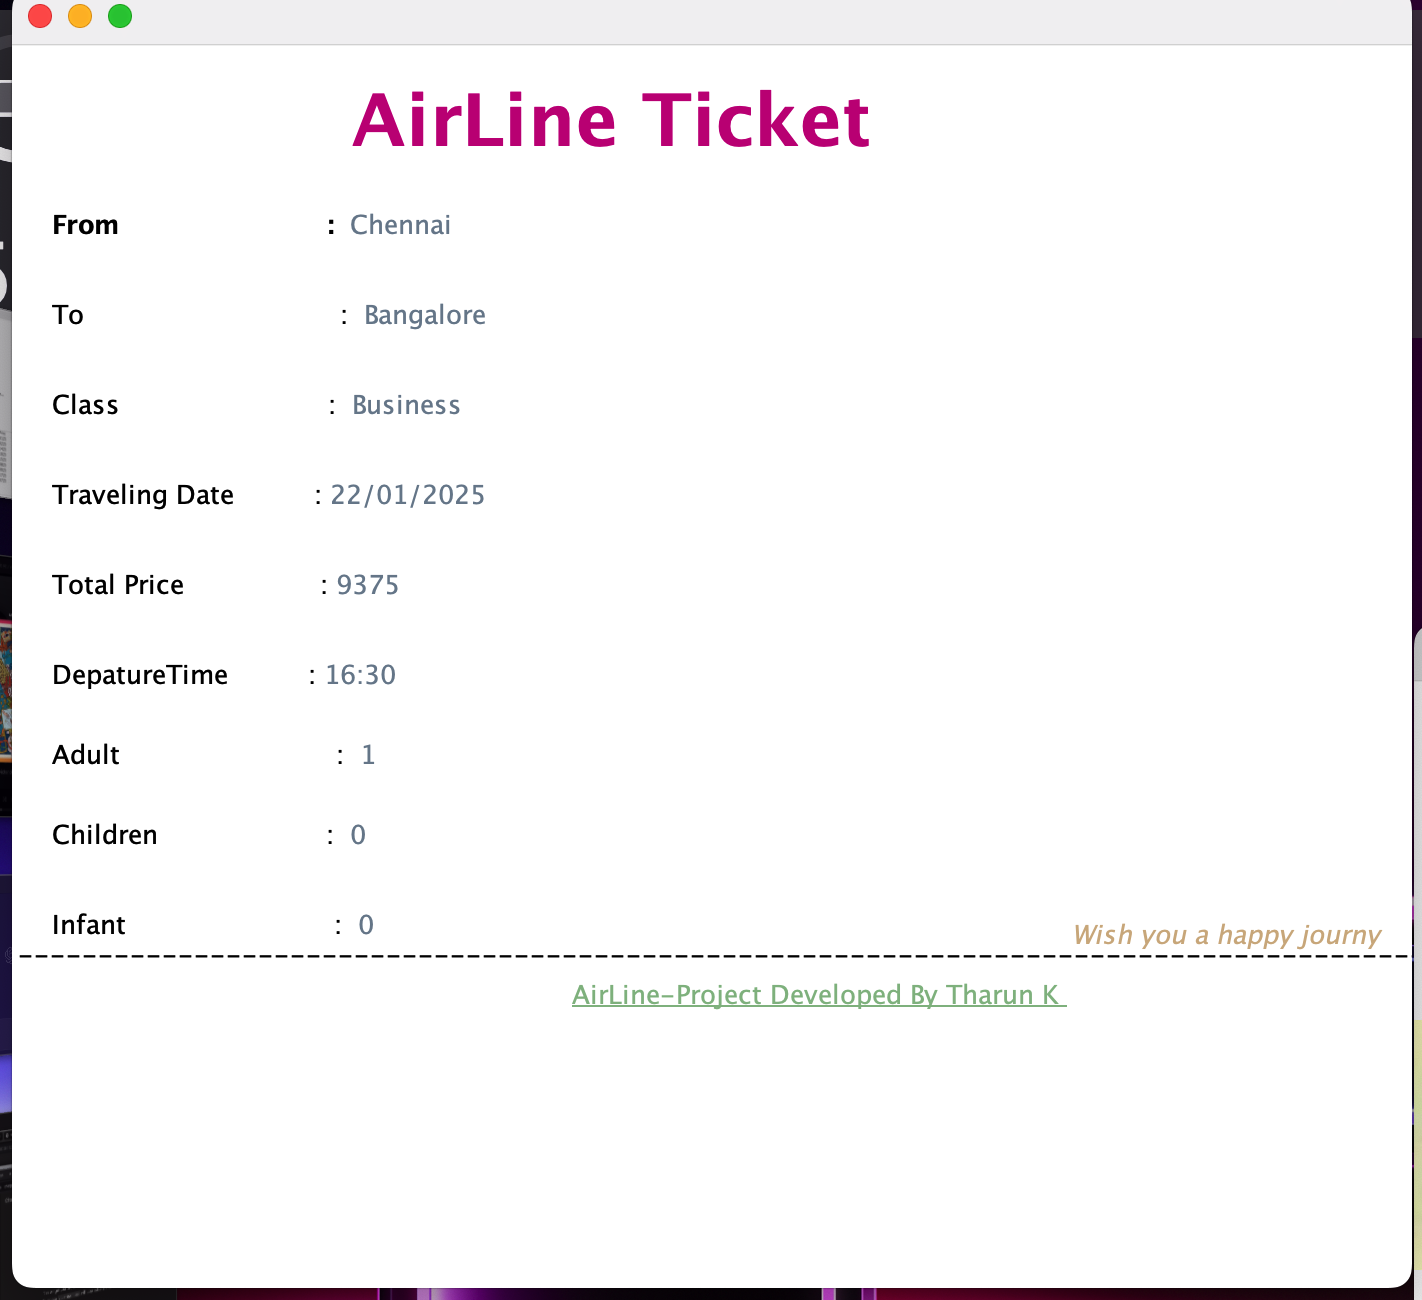 AirLine Ticket
From : Chennai
To : Bangalore
Class : Business
Traveling Date : 22/01/2025
Total Price : 9375
DepatureTime : 16:30
Adult : 1
Children : 0
Infant : 0
Wish you a happy journy
AirLine-Project Developed By Tharun K